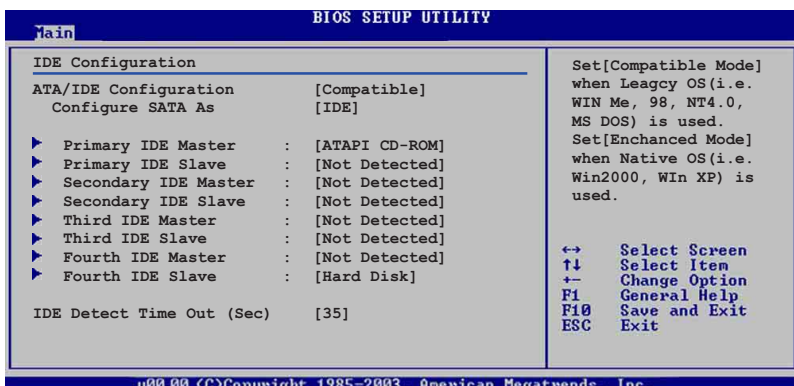 BIOS SETUP UTILITY
Main
IDE Configuration
ATA/IDE Configuration [Compatible]
Configure SATA As [IDE]
Primary IDE Master : [ATAPI CD-ROM]
Primary IDE Slave : [Not Detected]
Secondary IDE Master : [Not Detected]
Secondary IDE Slave : [Not Detected]
Third IDE Master : [Not Detected]
Third IDE Slave : [Not Detected]
Fourth IDE Master : [Not Detected]
Fourth IDE Slave : [Hard Disk]
IDE Detect Time Out (Sec) [35]
Set[Compatible Mode]
when Leagcy OS(i.e.
WIN Me, 98, NT4.0,
MS DOS) is used.
Set[Enchanced Mode]
when Native OS(i.e.
Win2000, WIn XP) is
used.
←→ Select Screen
↑↓ Select Item
+- Change Option
F1 General Help
F10 Save and Exit
ESC Exit
v00.00 (C)Copyright 1985-2003, American Megatrends, Inc.